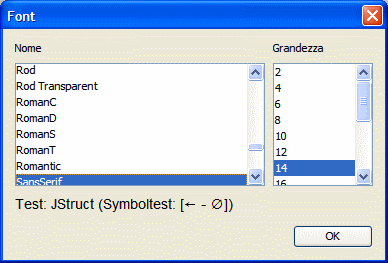 Font
Nome
Grandezza
Rod
Rod Transparent
RomanC
RomanD
RomanS
RomanT
Romantic
SansSerif
2
4
6
8
10
12
14
16
Test: JStruct (Symboltest: [← - ∅])
OK